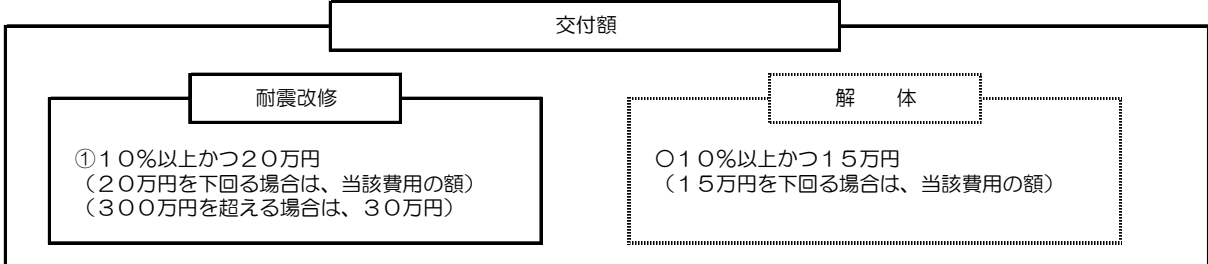 交付額
耐震改修
①１０％以上かつ２０万円
（２０万円を下回る場合は、当該費用の額）
（３００万円を超える場合は、３０万円）
解　　体
〇１０％以上かつ１５万円
（１５万円を下回る場合は、当該費用の額）